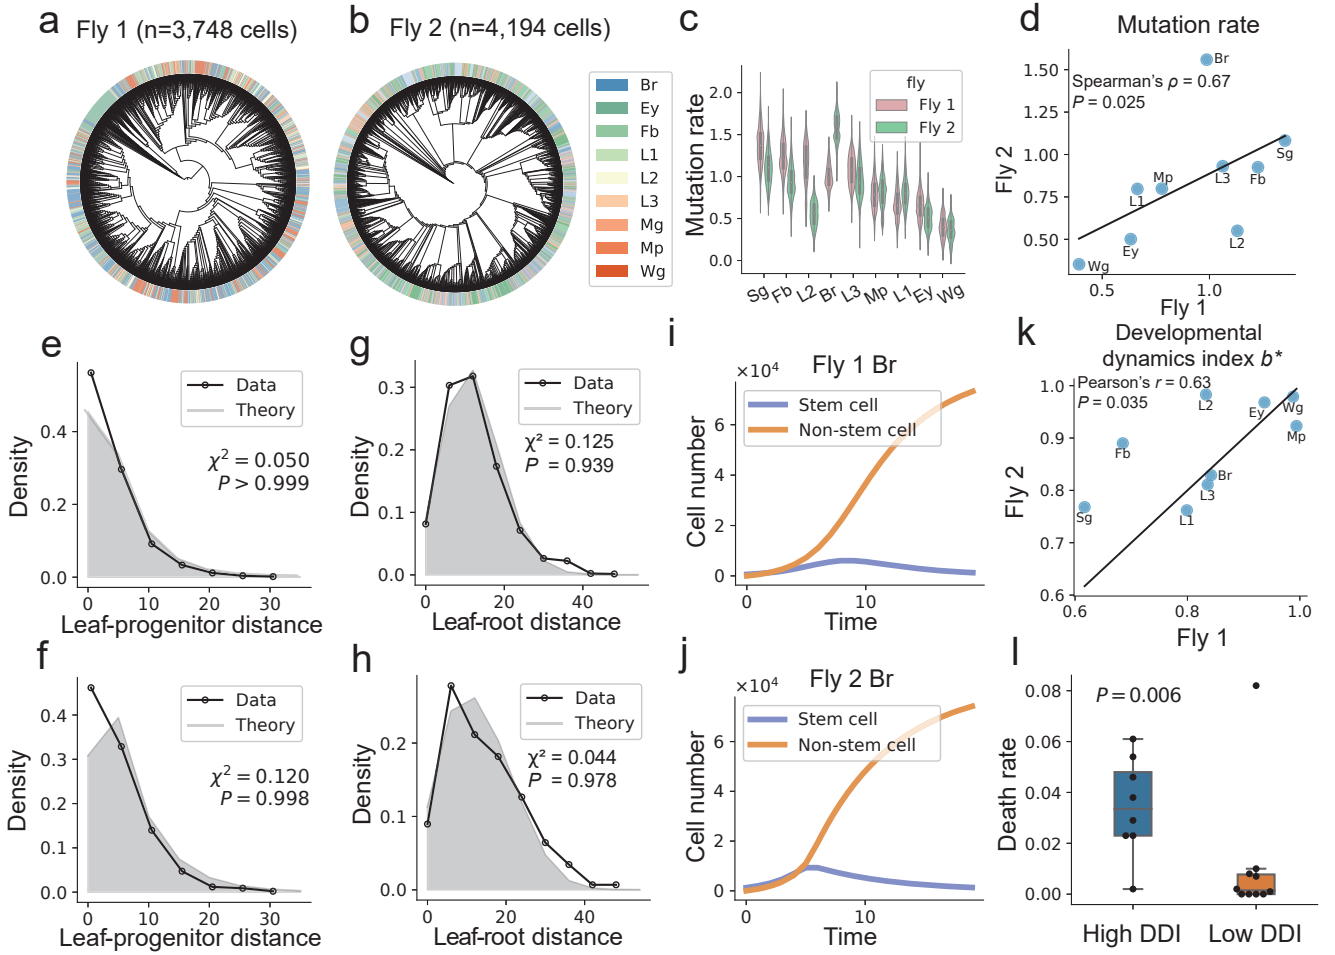 a
Fly 1 (n=3,748 cells)
b
Fly 2 (n=4,194 cells)
Br
Ey
Fb
L1
L2
L3
Mg
Mp
Wg
c
Mutation rate
2.0
1.5
1.0
0.5
0.0
fly
Fly 1
Fly 2
Sg
Fb
L2
Br
L3
Mp
L1
Ey
Wg
d
Mutation rate
Spearman's ρ = 0.67
P = 0.025
Fly 2
1.50
1.25
1.00
0.75
0.50
Br
Sg
L3
Fb
Mp
L1
L2
Ey
Wg
0.5
1.0
Fly 1
e
Density
0.4
0.2
0.0
Data
Theory
χ² = 0.050
P > 0.999
0
10
20
30
Leaf-progenitor distance
g
Density
0.3
0.2
0.1
0.0
Data
Theory
χ² = 0.125
P = 0.939
0
20
40
Leaf-root distance
i
Fly 1 Br
×10⁴
Cell number
6
4
2
0
Stem cell
Non-stem cell
0
10
20
Time
k
Developmental
dynamics index b*
Pearson's r = 0.63
P = 0.035
Fly 2
1.0
0.9
0.8
0.7
0.6
L2
Ey
Wg
Mp
Fb
Br
L3
L1
Sg
0.6
0.8
1.0
Fly 1
f
Density
0.4
0.3
0.2
0.1
0.0
Data
Theory
χ² = 0.120
P = 0.998
0
10
20
30
Leaf-progenitor distance
h
Density
0.2
0.1
0.0
Data
Theory
χ² = 0.044
P = 0.978
0
20
40
Leaf-root distance
j
Fly 2 Br
×10⁴
Cell number
6
4
2
0
Stem cell
Non-stem cell
0
10
20
Time
l
P = 0.006
Death rate
0.08
0.06
0.04
0.02
0.00
High DDI
Low DDI